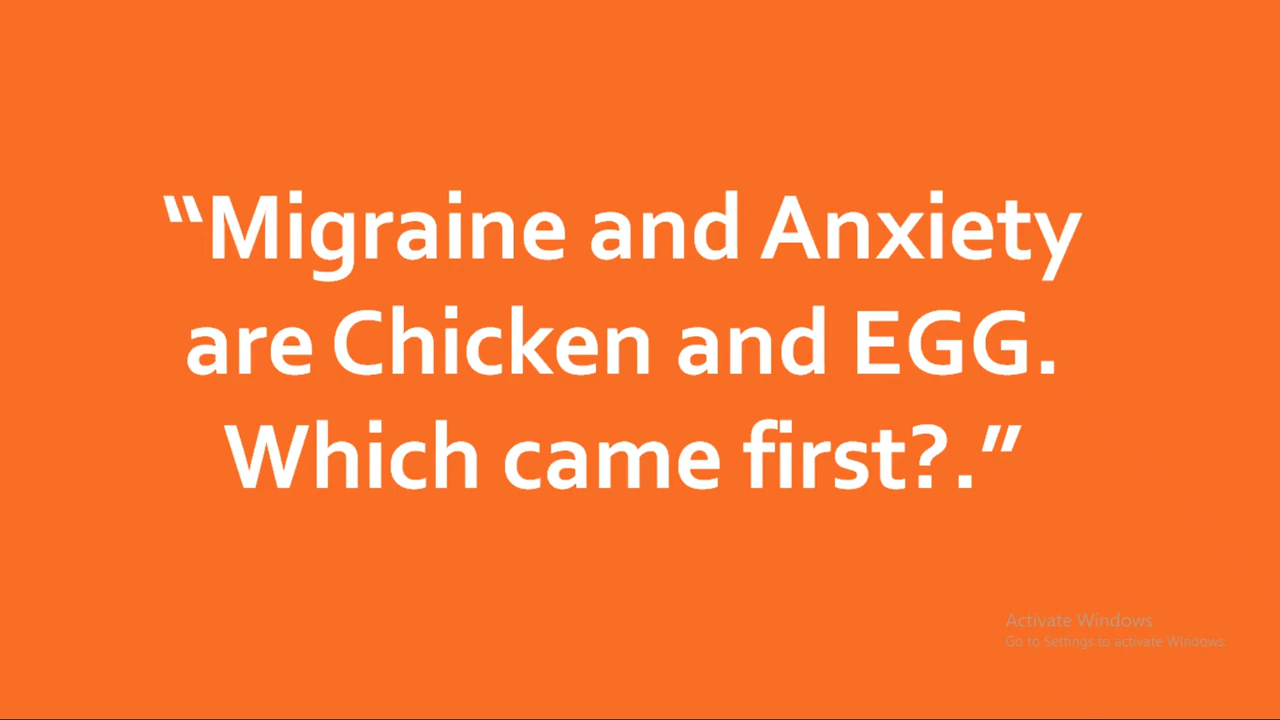 “Migraine and Anxiety
are Chicken and EGG.
Which came first?.”
Activate Windows
Go to Settings to activate Windows.